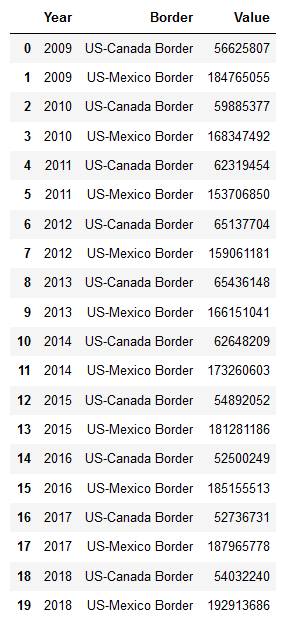 Year Border Value
0 2009 US-Canada Border 56625807
1 2009 US-Mexico Border 184765055
2 2010 US-Canada Border 59885377
3 2010 US-Mexico Border 168347492
4 2011 US-Canada Border 62319454
5 2011 US-Mexico Border 153706850
6 2012 US-Canada Border 65137704
7 2012 US-Mexico Border 159061181
8 2013 US-Canada Border 65436148
9 2013 US-Mexico Border 166151041
10 2014 US-Canada Border 62648209
11 2014 US-Mexico Border 173260603
12 2015 US-Canada Border 54892052
13 2015 US-Mexico Border 181281186
14 2016 US-Canada Border 52500249
15 2016 US-Mexico Border 185155513
16 2017 US-Canada Border 52736731
17 2017 US-Mexico Border 187965778
18 2018 US-Canada Border 54032240
19 2018 US-Mexico Border 192913686